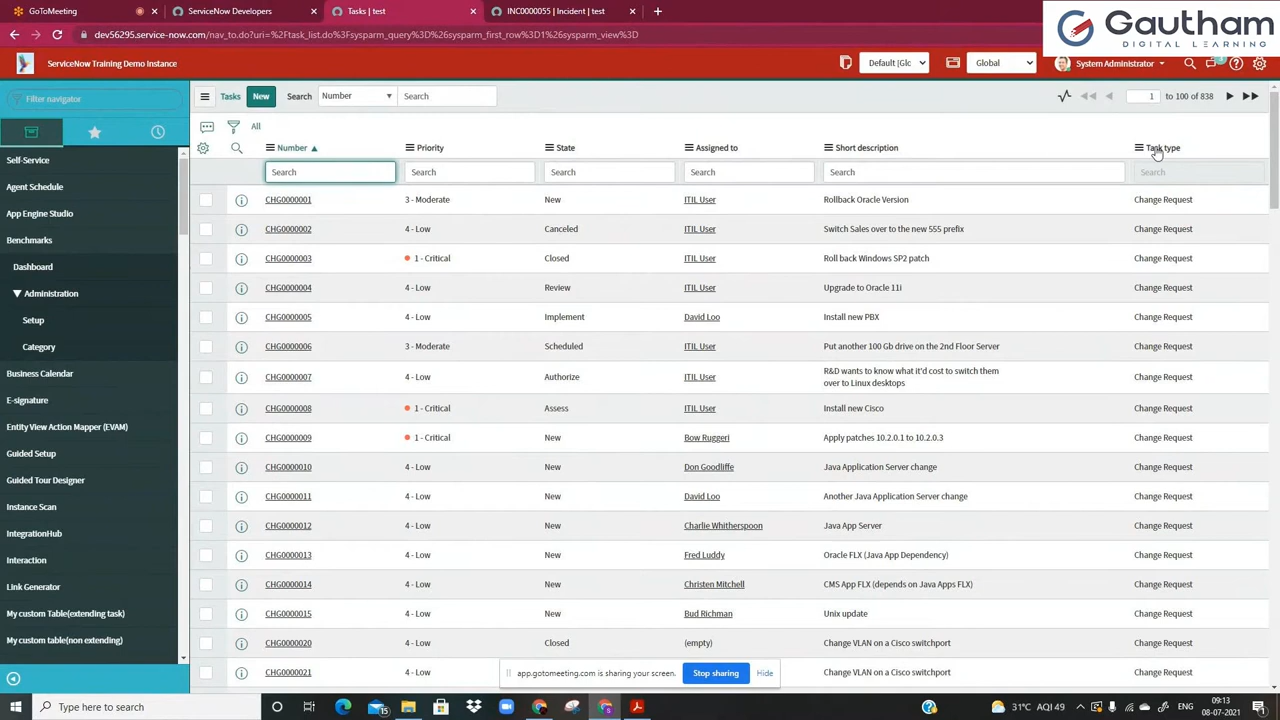 GoToMeeting
ServiceNow Developers
Tasks | test
INC0000055 | Incident | test
dev56295.service-now.com/nav_to.do?uri=%2Ftask_list.do%3Fsysparm_query%3D%26sysparm_first_row%3D1%26sysparm_view%3D
Gautham
DIGITAL LEARNING
ServiceNow Training Demo Instance
Default [Glc
Global
System Administrator
Filter navigator
Tasks
New
Search
Number
Search
1
to 100 of 838
All
Number
Priority
State
Assigned to
Short description
Task type
Search
Search
Search
Search
Search
Search
Self-Service
Agent Schedule
App Engine Studio
Benchmarks
Dashboard
Administration
Setup
Category
Business Calendar
E-signature
Entity View Action Mapper (EVAM)
Guided Setup
Guided Tour Designer
Instance Scan
IntegrationHub
Interaction
Link Generator
My custom Table(extending task)
My custom table(non extending)
CHG0000001 3 - Moderate New ITIL User Rollback Oracle Version Change Request
CHG0000002 4 - Low Canceled ITIL User Switch Sales over to the new 555 prefix Change Request
CHG0000003 1 - Critical Closed ITIL User Roll back Windows SP2 patch Change Request
CHG0000004 4 - Low Review ITIL User Upgrade to Oracle 11i Change Request
CHG0000005 4 - Low Implement David Loo Install new PBX Change Request
CHG0000006 3 - Moderate Scheduled ITIL User Put another 100 Gb drive on the 2nd Floor Server Change Request
CHG0000007 4 - Low Authorize ITIL User R&D wants to know what it'd cost to switch them
over to Linux desktops Change Request
CHG0000008 1 - Critical Assess ITIL User Install new Cisco Change Request
CHG0000009 1 - Critical New Bow Ruggeri Apply patches 10.2.0.1 to 10.2.0.3 Change Request
CHG0000010 4 - Low New Don Goodliffe Java Application Server change Change Request
CHG0000011 4 - Low New David Loo Another Java Application Server change Change Request
CHG0000012 4 - Low New Charlie Whitherspoon Java App Server Change Request
CHG0000013 4 - Low New Fred Luddy Oracle FLX (Java App Dependency) Change Request
CHG0000014 4 - Low New Christen Mitchell CMS App FLX (depends on Java Apps FLX) Change Request
CHG0000015 4 - Low New Bud Richman Unix update Change Request
CHG0000020 4 - Low Closed (empty) Change VLAN on a Cisco switchport Change Request
CHG0000021 4 - Low Change VLAN on a Cisco switchport Change Request
app.gotomeeting.com is sharing your screen.
Stop sharing
Hide
Type here to search
15
31°C AQI 49
09:13
08-07-2021